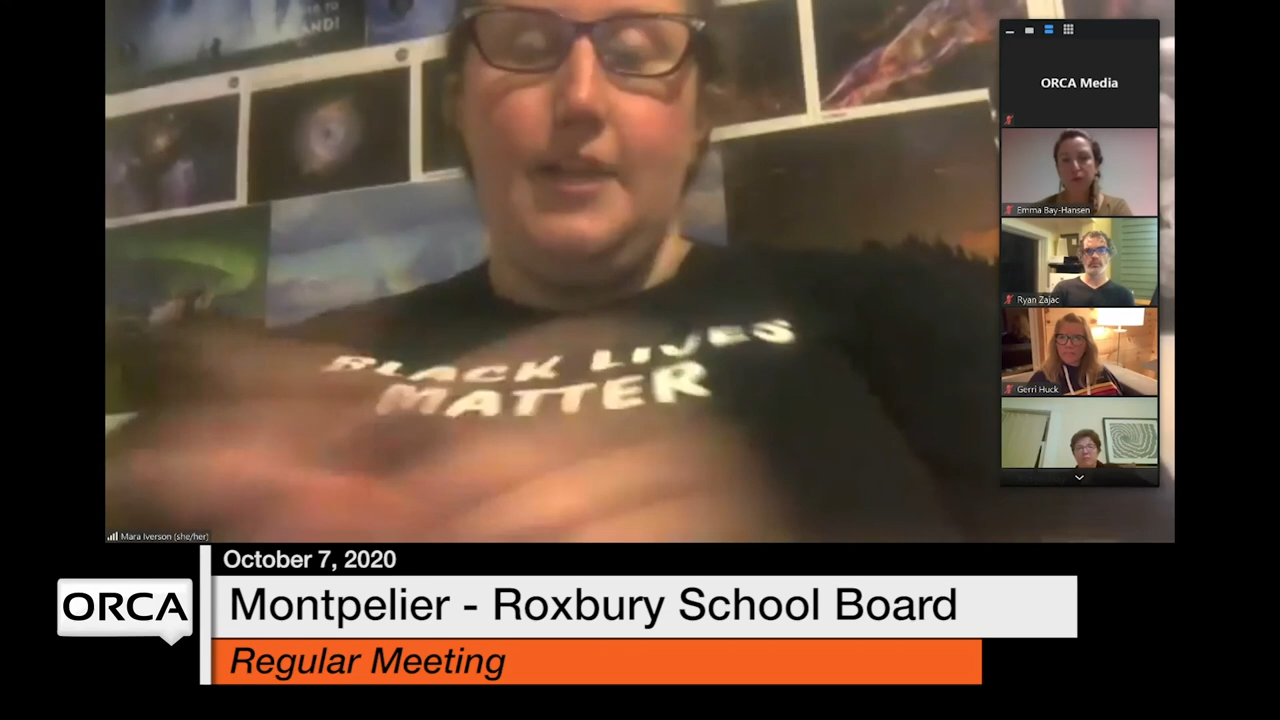 AND!
ORCA Media
Emma Bay-Hansen
Ryan Zajac
Gerri Huck
BLACK LIVES
MATTER
Mara Iverson (she/her)
October 7, 2020
ORCA
Montpelier - Roxbury School Board
Regular Meeting